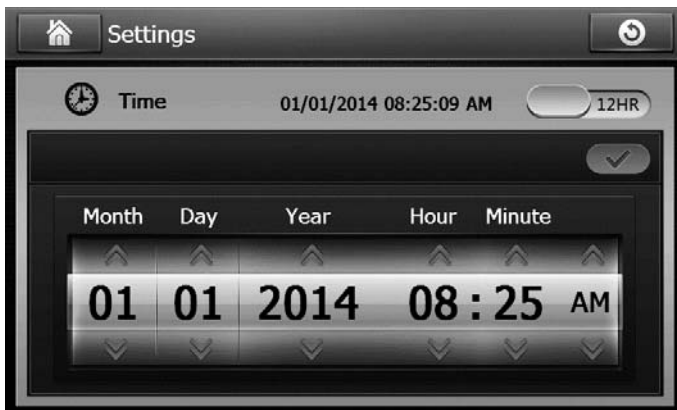 Settings
Time 01/01/2014 08:25:09 AM 12HR
Month Day Year Hour Minute
01 01 2014 08 : 25 AM